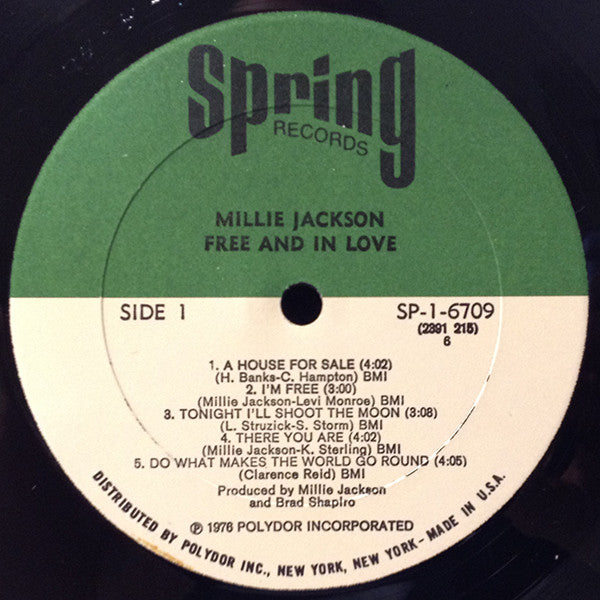 Spring
RECORDS
MILLIE JACKSON
FREE AND IN LOVE
SIDE 1
SP-1-6709
(2391 215)
6
1. A HOUSE FOR SALE (4:02)
(H. Banks-C. Hampton) BMI
2. I'M FREE (3:00)
(Millie Jackson-Levi Monroe) BMI
3. TONIGHT I'LL SHOOT THE MOON (3:08)
(L. Struzick-S. Storm) BMI
4. THERE YOU ARE (4:02)
(Millie Jackson-K. Sterling) BMI
5. DO WHAT MAKES THE WORLD GO ROUND (4:05)
(Clarence Reid) BMI
Produced by Millie Jackson
and Brad Shapiro
℗ 1976 POLYDOR INCORPORATED
DISTRIBUTED BY POLYDOR INC., NEW YORK, NEW YORK - MADE IN U.S.A.